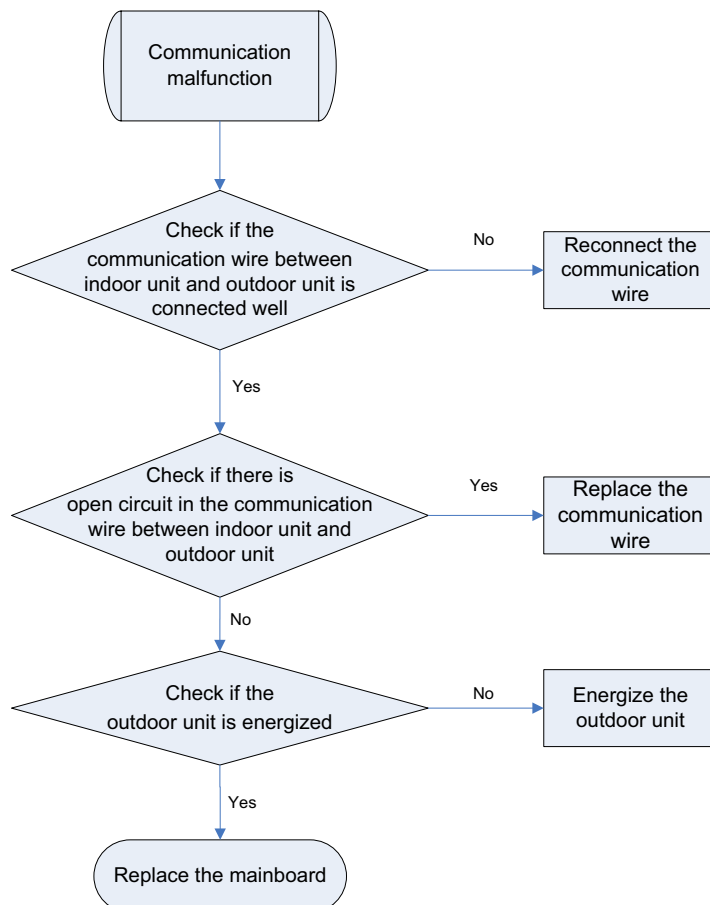 Communication
malfunction
Check if the
communication wire between
indoor unit and outdoor unit is
connected well
No
Reconnect the
communication
wire
Yes
Check if there is
open circuit in the communication
wire between indoor unit and
outdoor unit
Yes
Replace the
communication
wire
No
Check if the
outdoor unit is energized
No
Energize the
outdoor unit
Yes
Replace the mainboard